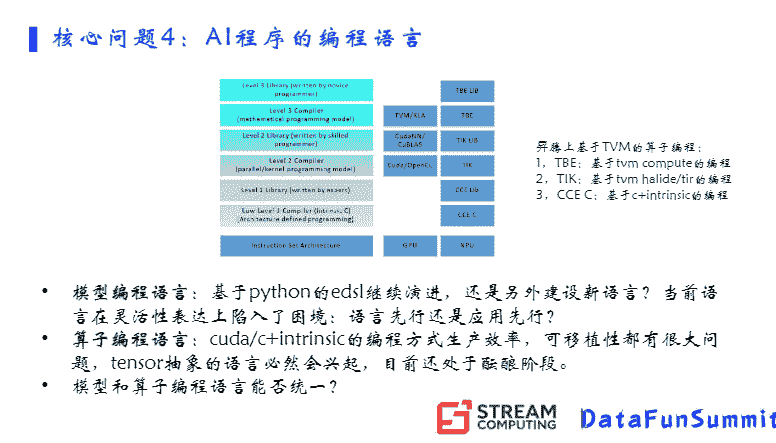 核心问题4：AI程序的编程语言
Level 3 Library (written by novice
programmer)
TBE LIB
Level 3 Compiler
(mathematical programming model)
TVM/XLA
TBE
Level 2 Library (written by skilled
programmer)
CudaNN/
CuBLAS
TIK LIB
Level 2 Compiler
(parallel/kernel programming model)
Cuda/OpenCL
TIK
Level 1 Library (written by experts)
CCE Lib
Low Level 1 Compiler (Intrinsic C)
(Architecture defined programming)
CCE C
Instruction Set Architecture
GPU
NPU
昇腾上基于TVM的算子编程：
1，TBE：基于tvm compute的编程
2，TIK：基于tvm halide/tir的编程
3，CCE C：基于c+intrinsic的编程
• 模型编程语言：基于python的edsl继续演进，还是另外建设新语言？当前语
言在灵活性表达上陷入了困境：语言先行还是应用先行？
• 算子编程语言：cuda/c+intrinsic的编程方式生产效率，可移植性都有很大问
题，tensor抽象的语言必然会兴起，目前还处于酝酿阶段。
• 模型和算子编程语言能否统一？
STREAM
COMPUTING
DataFunSummit